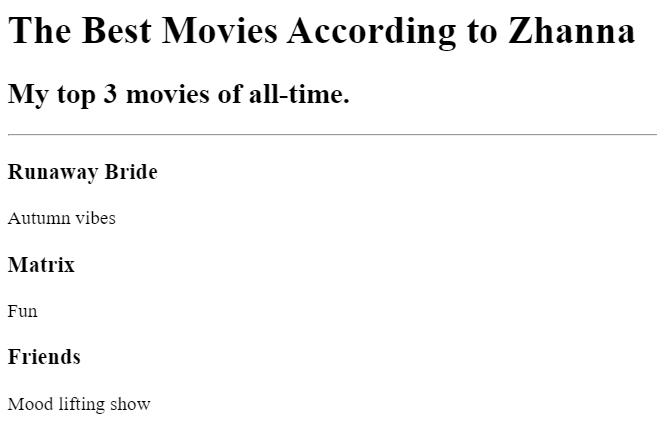 The Best Movies According to Zhanna
My top 3 movies of all-time.
Runaway Bride
Autumn vibes
Matrix
Fun
Friends
Mood lifting show